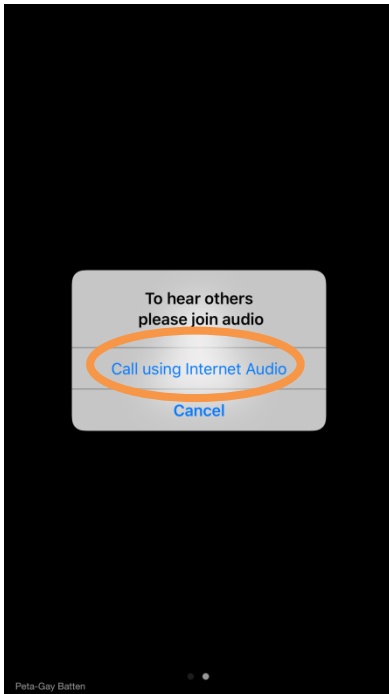 To hear others
please join audio
Call using Internet Audio
Cancel
Peta-Gay Batten